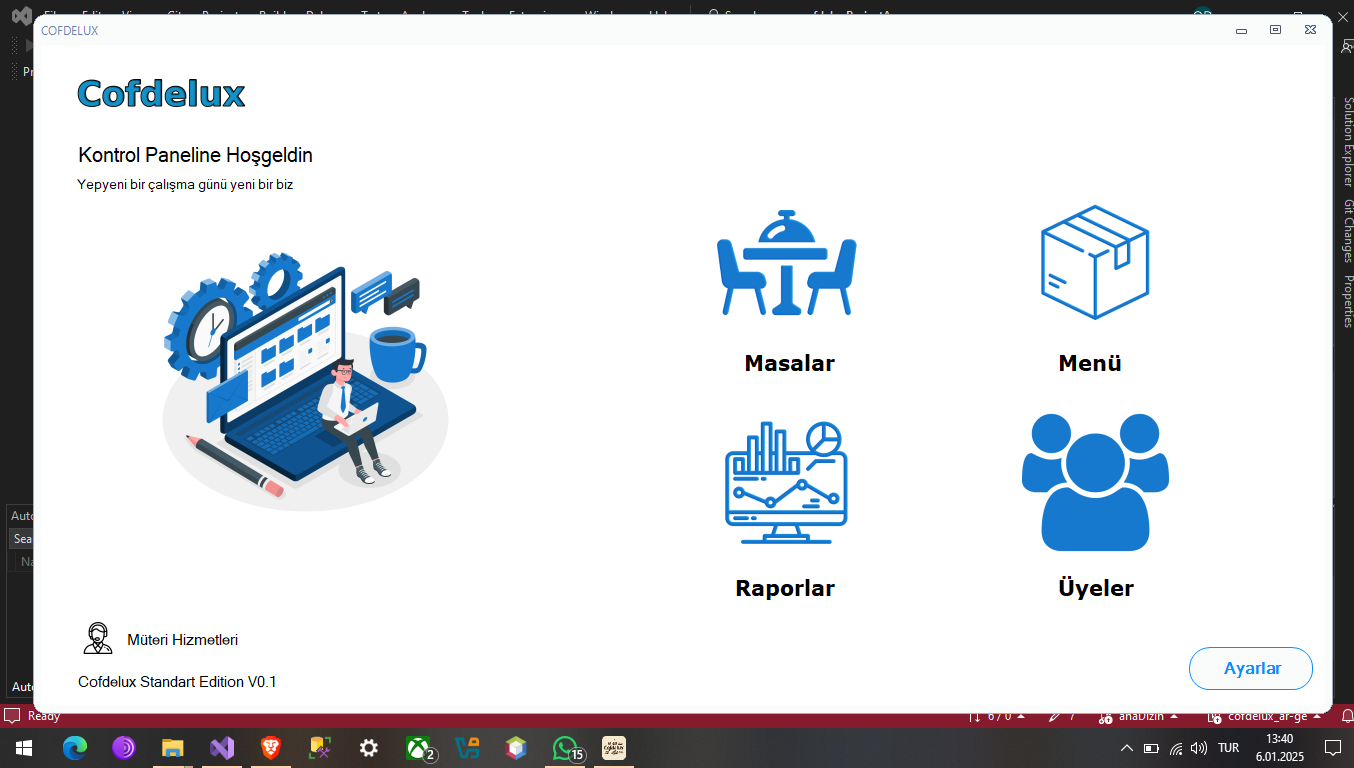 COFDELUX
Cofdelux
Kontrol Paneline Hoşgeldin
Yepyeni bir çalışma günü yeni bir biz
Masalar
Menü
Raporlar
Üyeler
Müteri Hizmetleri
Cofdelux Standart Edition V0.1
Ayarlar
Solution Explorer
Git Changes
Properties
Ready
6 / 0
7
anaDizin
cofdelux_ar-ge
2
15
TUR
13:40
6.01.2025